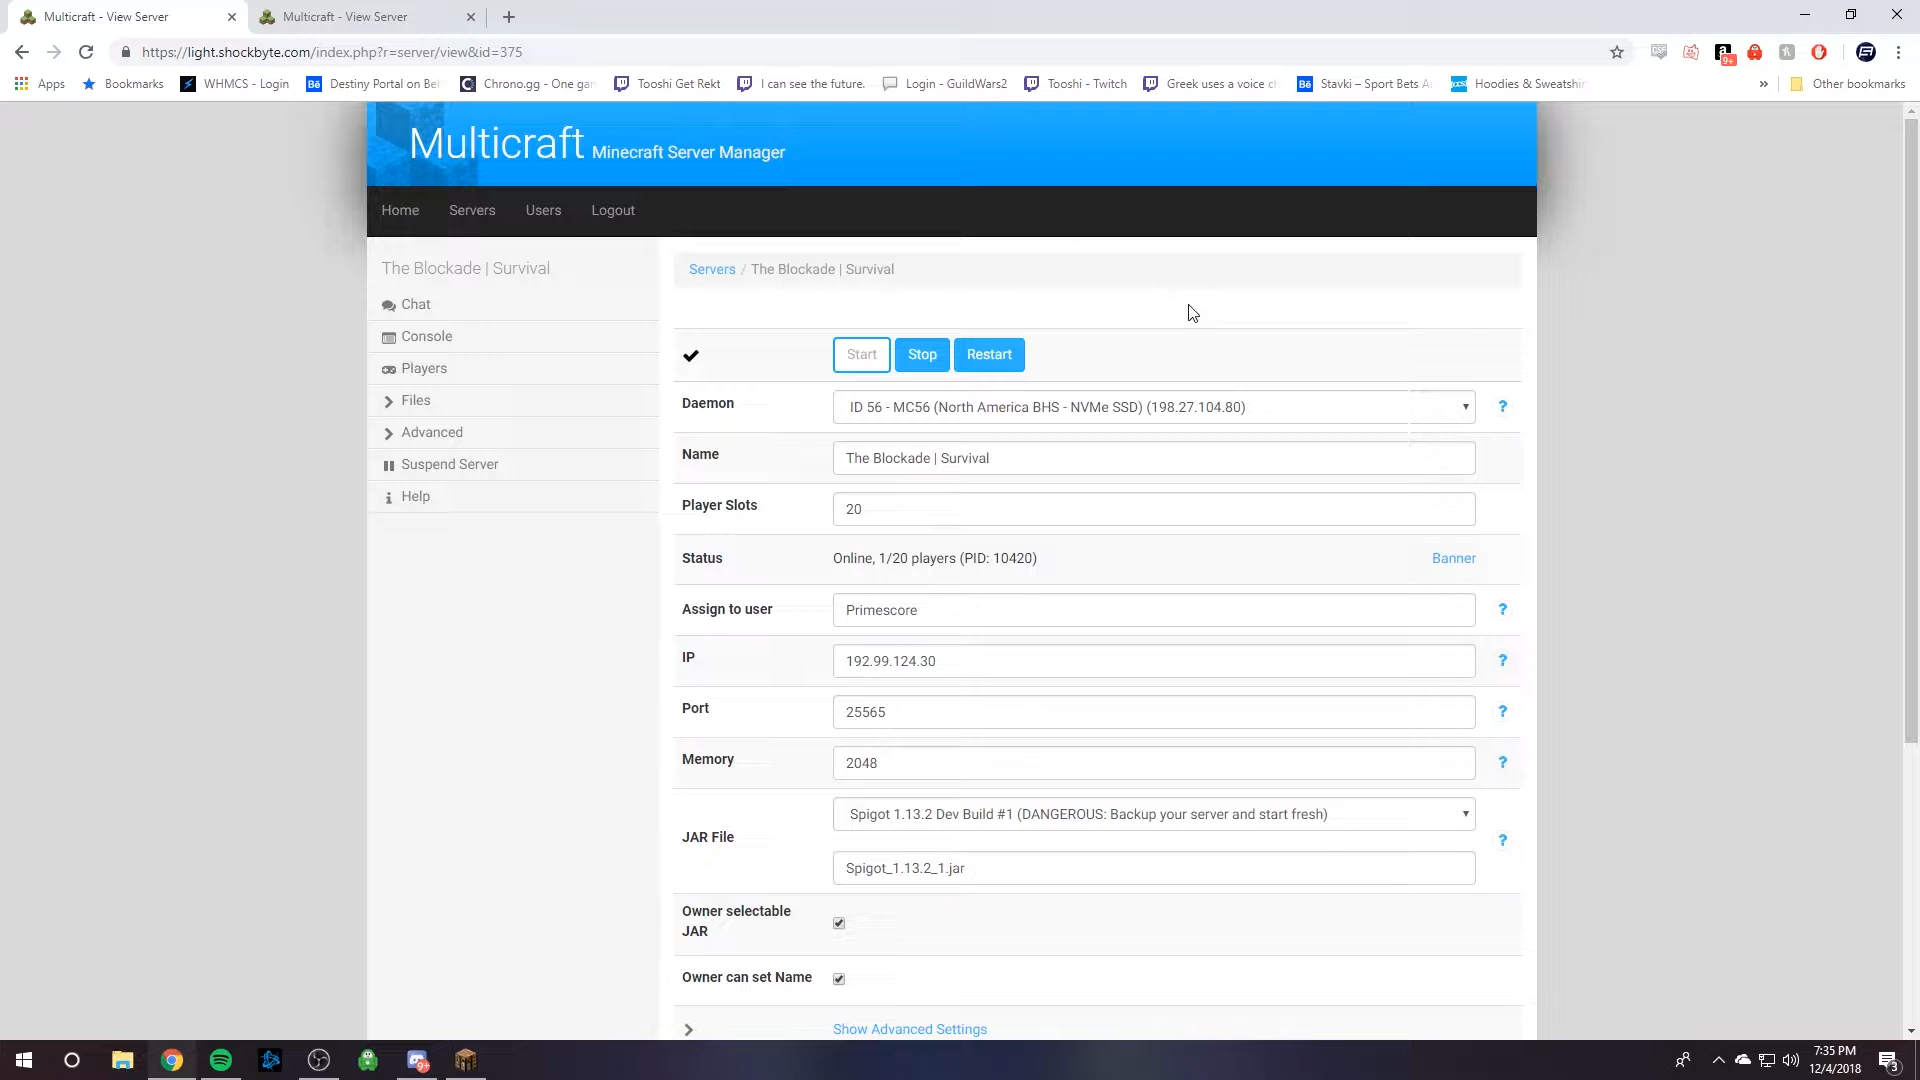 Multicraft - View Server
Multicraft - View Server
https://light.shockbyte.com/index.php?r=server/view&id=375
9+
Apps
Bookmarks
WHMCS - Login
Bē Destiny Portal on Be
Chrono.gg - One gan
Tooshi Get Rekt
I can see the future.
Login - GuildWars2
Tooshi - Twitch
Greek uses a voice c
Bē Stavki – Sport Bets A
Hoodies & Sweatshir
»
Other bookmarks
Multicraft Minecraft Server Manager
Home
Servers
Users
Logout
The Blockade | Survival
Chat
Console
Players
Files
Advanced
Suspend Server
Help
Servers / The Blockade | Survival
Start
Stop
Restart
Daemon
ID 56 - MC56 (North America BHS - NVMe SSD) (198.27.104.80)
?
Name
The Blockade | Survival
Player Slots
20
Status
Online, 1/20 players (PID: 10420)
Banner
Assign to user
Primescore
?
IP
192.99.124.30
?
Port
25565
?
Memory
2048
?
JAR File
Spigot 1.13.2 Dev Build #1 (DANGEROUS: Backup your server and start fresh)
Spigot_1.13.2_1.jar
?
Owner selectable
JAR
Owner can set Name
Show Advanced Settings
9+
7:35 PM
12/4/2018
3